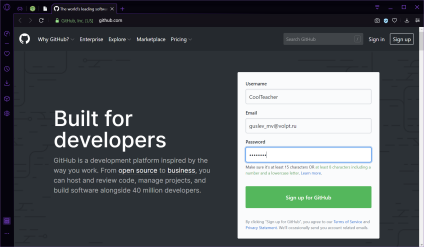 The world's leading softw
GitHub, Inc. [US]
github.com
Why GitHub?
Enterprise
Explore
Marketplace
Pricing
Search GitHub
Sign in
Sign up
Built for
developers
GitHub is a development platform inspired by
the way you work. From open source to business, you
can host and review code, manage projects, and
build software alongside 40 million developers.
Username
CoolTeacher
Email
guslev_mv@volpt.ru
Password
Make sure it's at least 15 characters OR at least 8 characters including a
number and a lowercase letter. Learn more.
Sign up for GitHub
By clicking "Sign up for GitHub", you agree to our Terms of Service and
Privacy Statement. We'll occasionally send you account related emails.